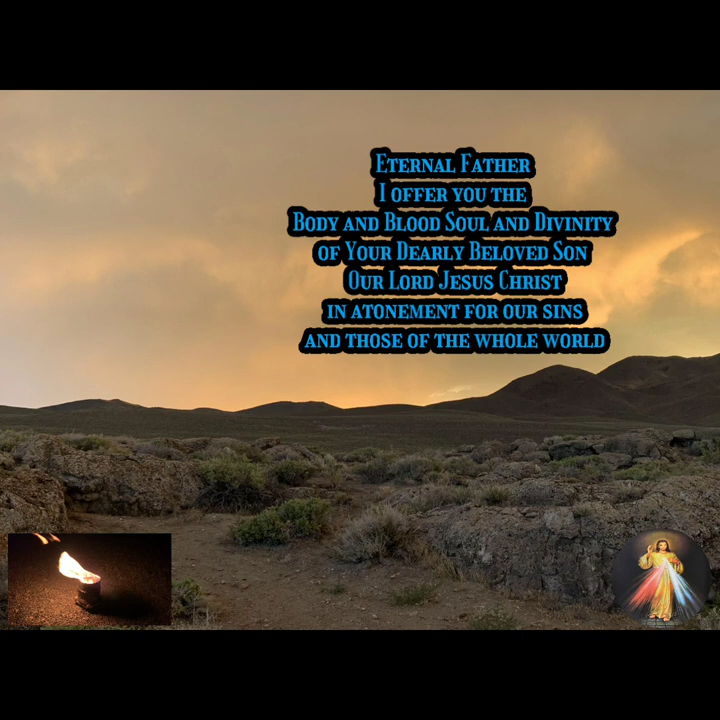 Eternal Father
I offer you the
Body and Blood Soul and Divinity
of Your Dearly Beloved Son
Our Lord Jesus Christ
in atonement for our sins
and those of the whole world